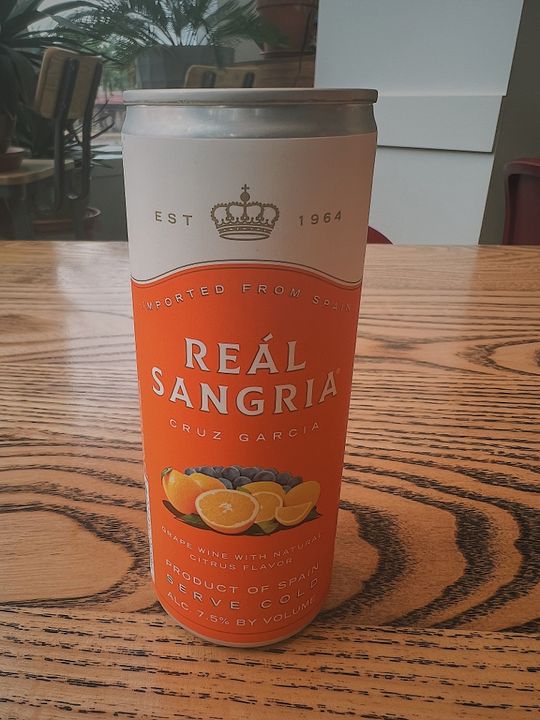 EST 1964
IMPORTED FROM SPAIN
REÁL
SANGRIA
CRUZ GARCIA
GRAPE WINE WITH NATURAL
CITRUS FLAVOR
PRODUCT OF SPAIN
SERVE COLD
ALC. 7.5% BY VOLUME